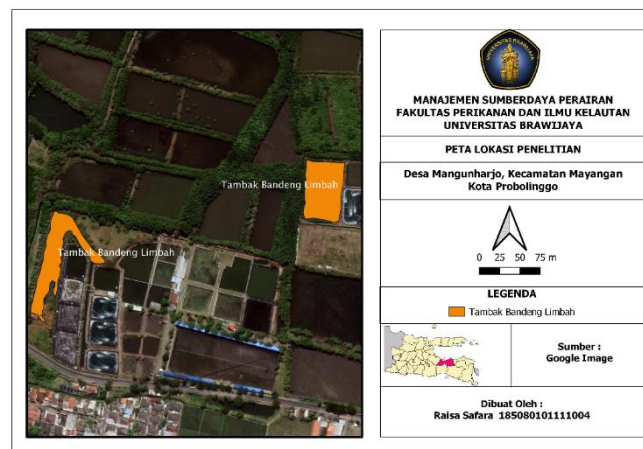 Tambak Bandeng Limbah
Tambak Bandeng Limbah
MANAJEMEN SUMBERDAYA PERAIRAN
FAKULTAS PERIKANAN DAN ILMU KELAUTAN
UNIVERSITAS BRAWIJAYA
PETA LOKASI PENELITIAN
Desa Mangunharjo, Kecamatan Mayangan
Kota Probolinggo
0 25 50 75 m
LEGENDA
Tambak Bandeng Limbah
Sumber :
Google Image
Dibuat Oleh :
Raisa Safara 185080101111004